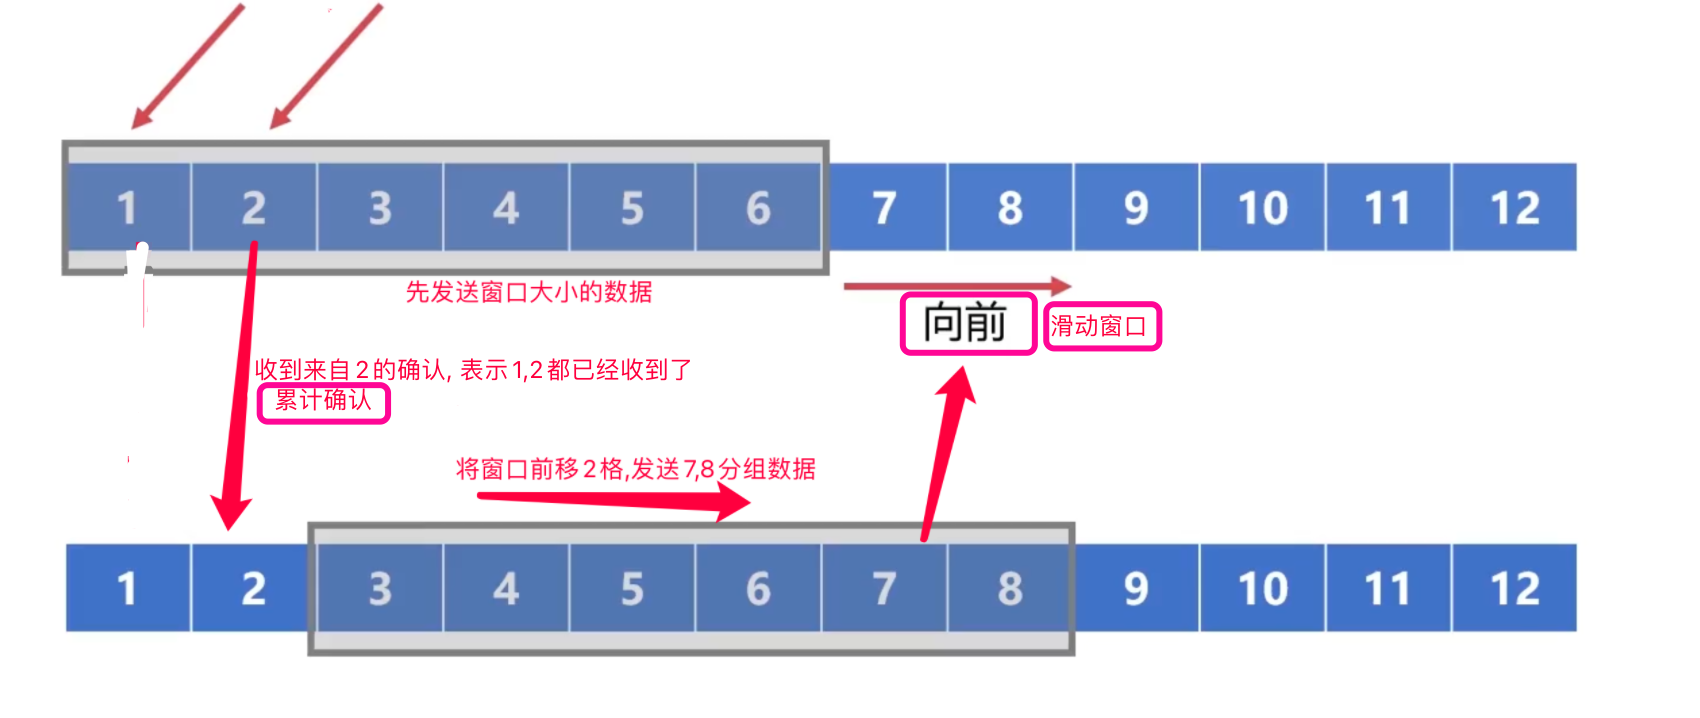 1 2 3 4 5 6 7 8 9 10 11 12
先发送窗口大小的数据
向前
滑动窗口
收到来自2的确认, 表示1,2都已经收到了
累计确认
将窗口前移2格,发送7,8分组数据
1 2 3 4 5 6 7 8 9 10 11 12